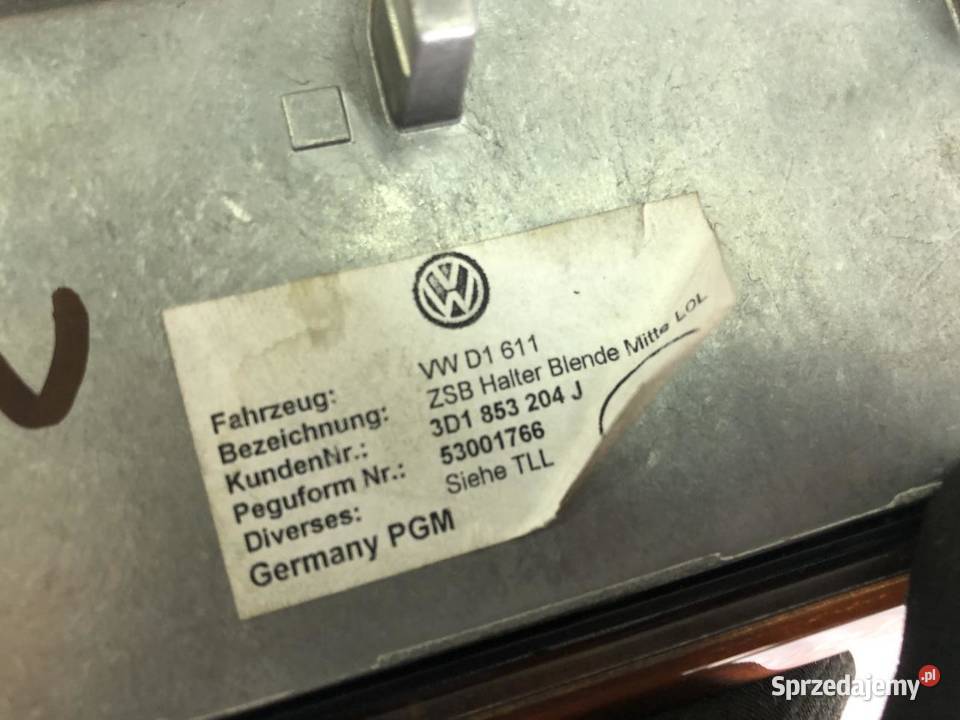 Fahrzeug: VW D1 611
Bezeichnung: ZSB Halter Blende Mitte LOL
KundenNr.: 3D1 853 204 J
Peguform Nr.: 53001766
Diverses: Siehe TLL
Germany PGM
Sprzedajemy.pl